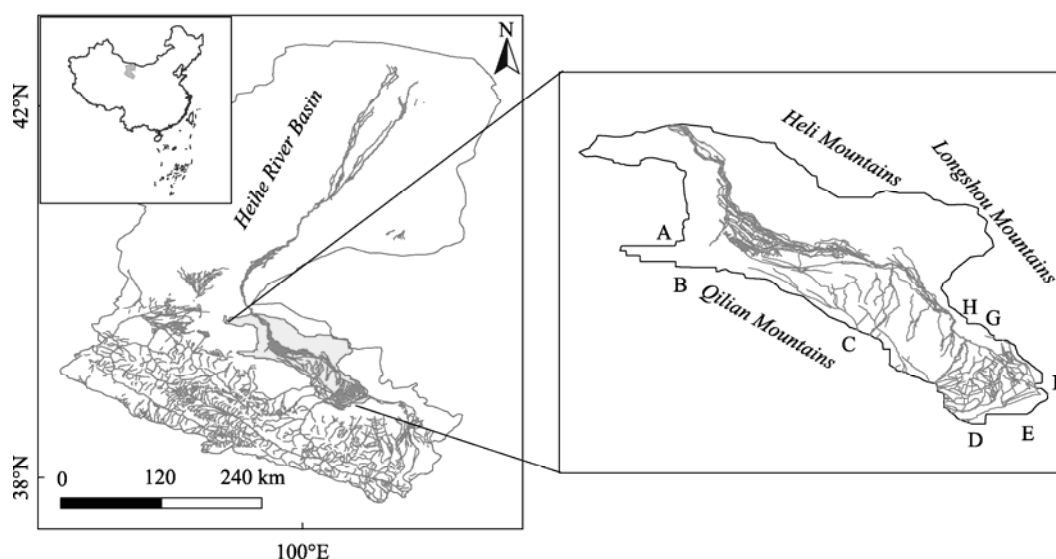 N
42°N
Heihe River Basin
Heli Mountains
Longshou Mountains
A
B
Qilian Mountains
C
H
G
D
E
0 120 240 km
38°N
100°E